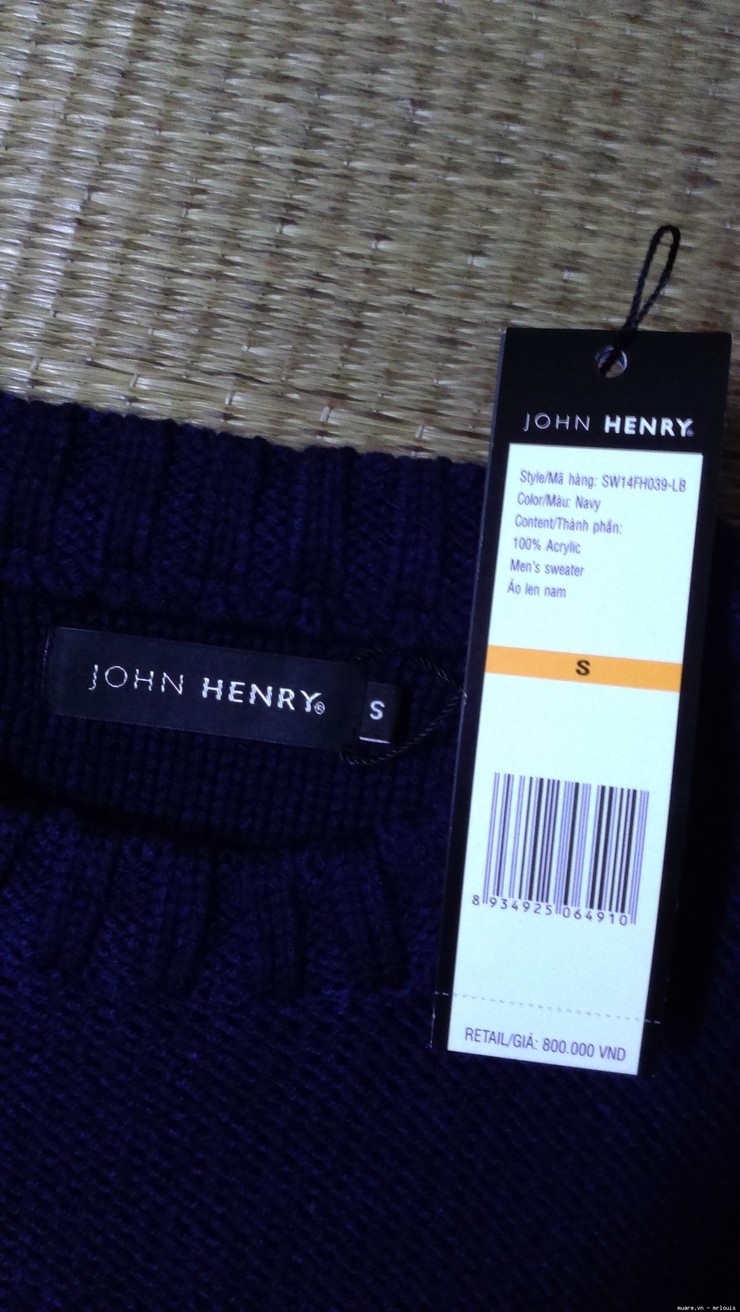 JOHN HENRY®
Style/Mã hàng: SW14FH039-LB
Color/Màu: Navy
Content/Thành phần:
100% Acrylic
Men's sweater
Áo len nam
S
8 934925 064910
RETAIL/GIÁ: 800.000 VND
JOHN HENRY®
S
muare.vn - mrlouis